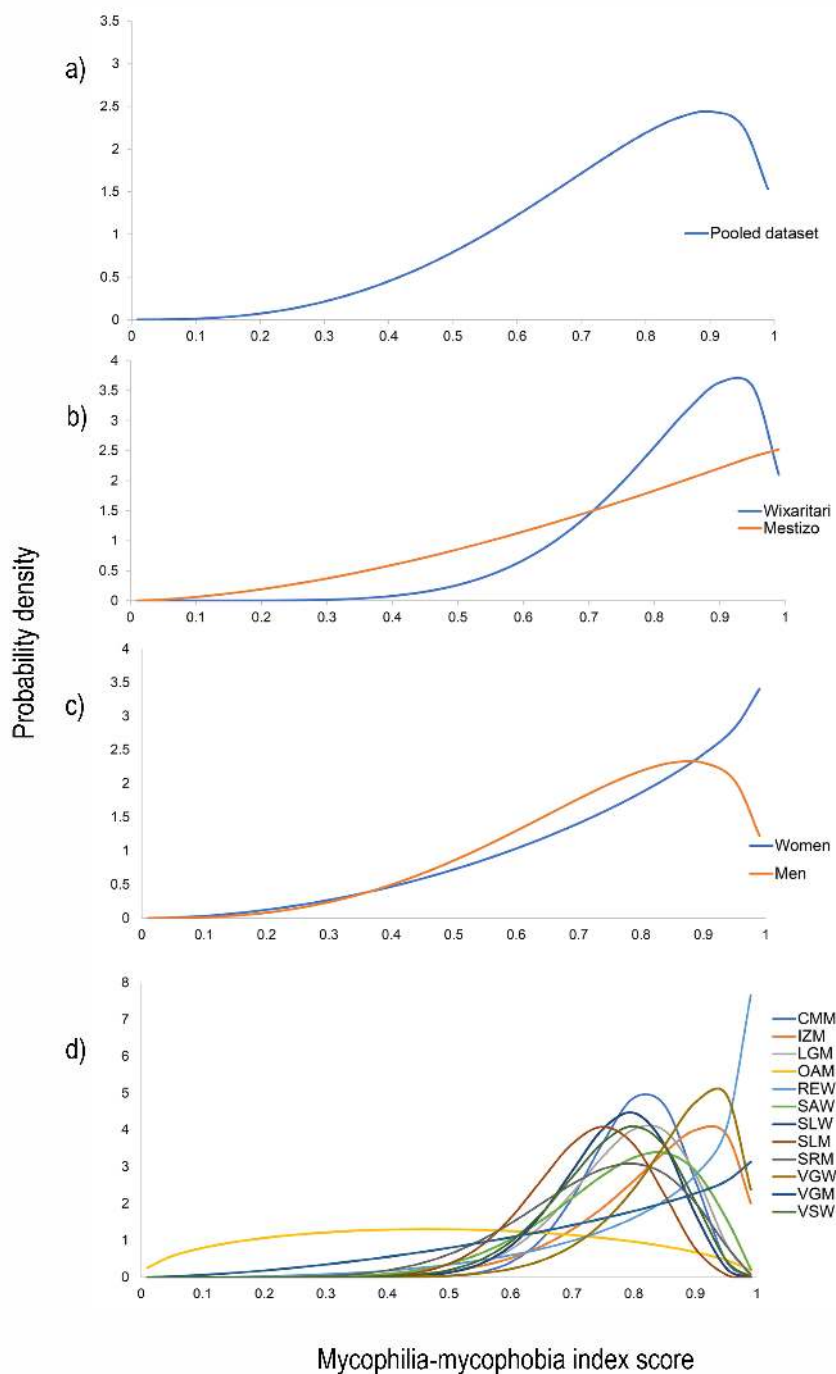 a)
3.5
3
2.5
2
1.5
1
0.5
0
0 0.1 0.2 0.3 0.4 0.5 0.6 0.7 0.8 0.9 1
Pooled dataset
b)
4
3.5
3
2.5
2
1.5
1
0.5
0
0 0.1 0.2 0.3 0.4 0.5 0.6 0.7 0.8 0.9 1
Wixaritari
Mestizo
Probability density
c)
4
3.5
3
2.5
2
1.5
1
0.5
0
0 0.1 0.2 0.3 0.4 0.5 0.6 0.7 0.8 0.9 1
Women
Men
d)
8
7
6
5
4
3
2
1
0
0 0.1 0.2 0.3 0.4 0.5 0.6 0.7 0.8 0.9 1
CMM
IZM
LGM
OAM
REW
SAW
SLW
SLM
SRM
VGW
VGM
VSW
Mycophilia-mycophobia index score